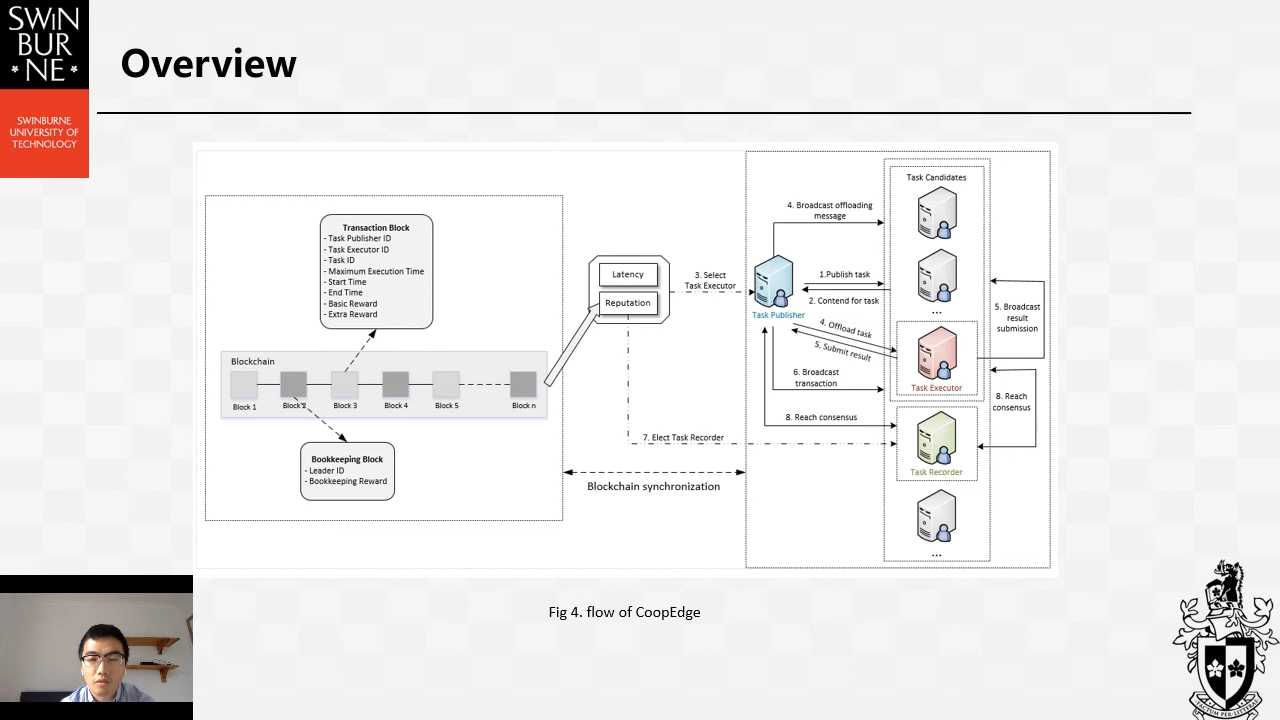 SWIN
BUR
NE
SWINBURNE
UNIVERSITY OF
TECHNOLOGY
Overview
Transaction Block
- Task Publisher ID
- Task Executor ID
- Task ID
- Maximum Execution Time
- Start Time
- End Time
- Basic Reward
- Extra Reward
Blockchain
Block 1
Block 2
Block 3
Block 4
Block 5
Block n
Bookkeeping Block
- Leader ID
- Bookkeeping Reward
Latency
Reputation
3. Select
Task Executor
7. Elect Task Recorder
Blockchain synchronization
4. Broadcast offloading
message
1.Publish task
2. Contend for task
Task Publisher
4. Offload task
5. Submit result
6. Broadcast
transaction
8. Reach consensus
Task Candidates
...
Task Executor
Task Recorder
...
5. Broadcast
result
submission
8. Reach
consensus
Fig 4. flow of CoopEdge